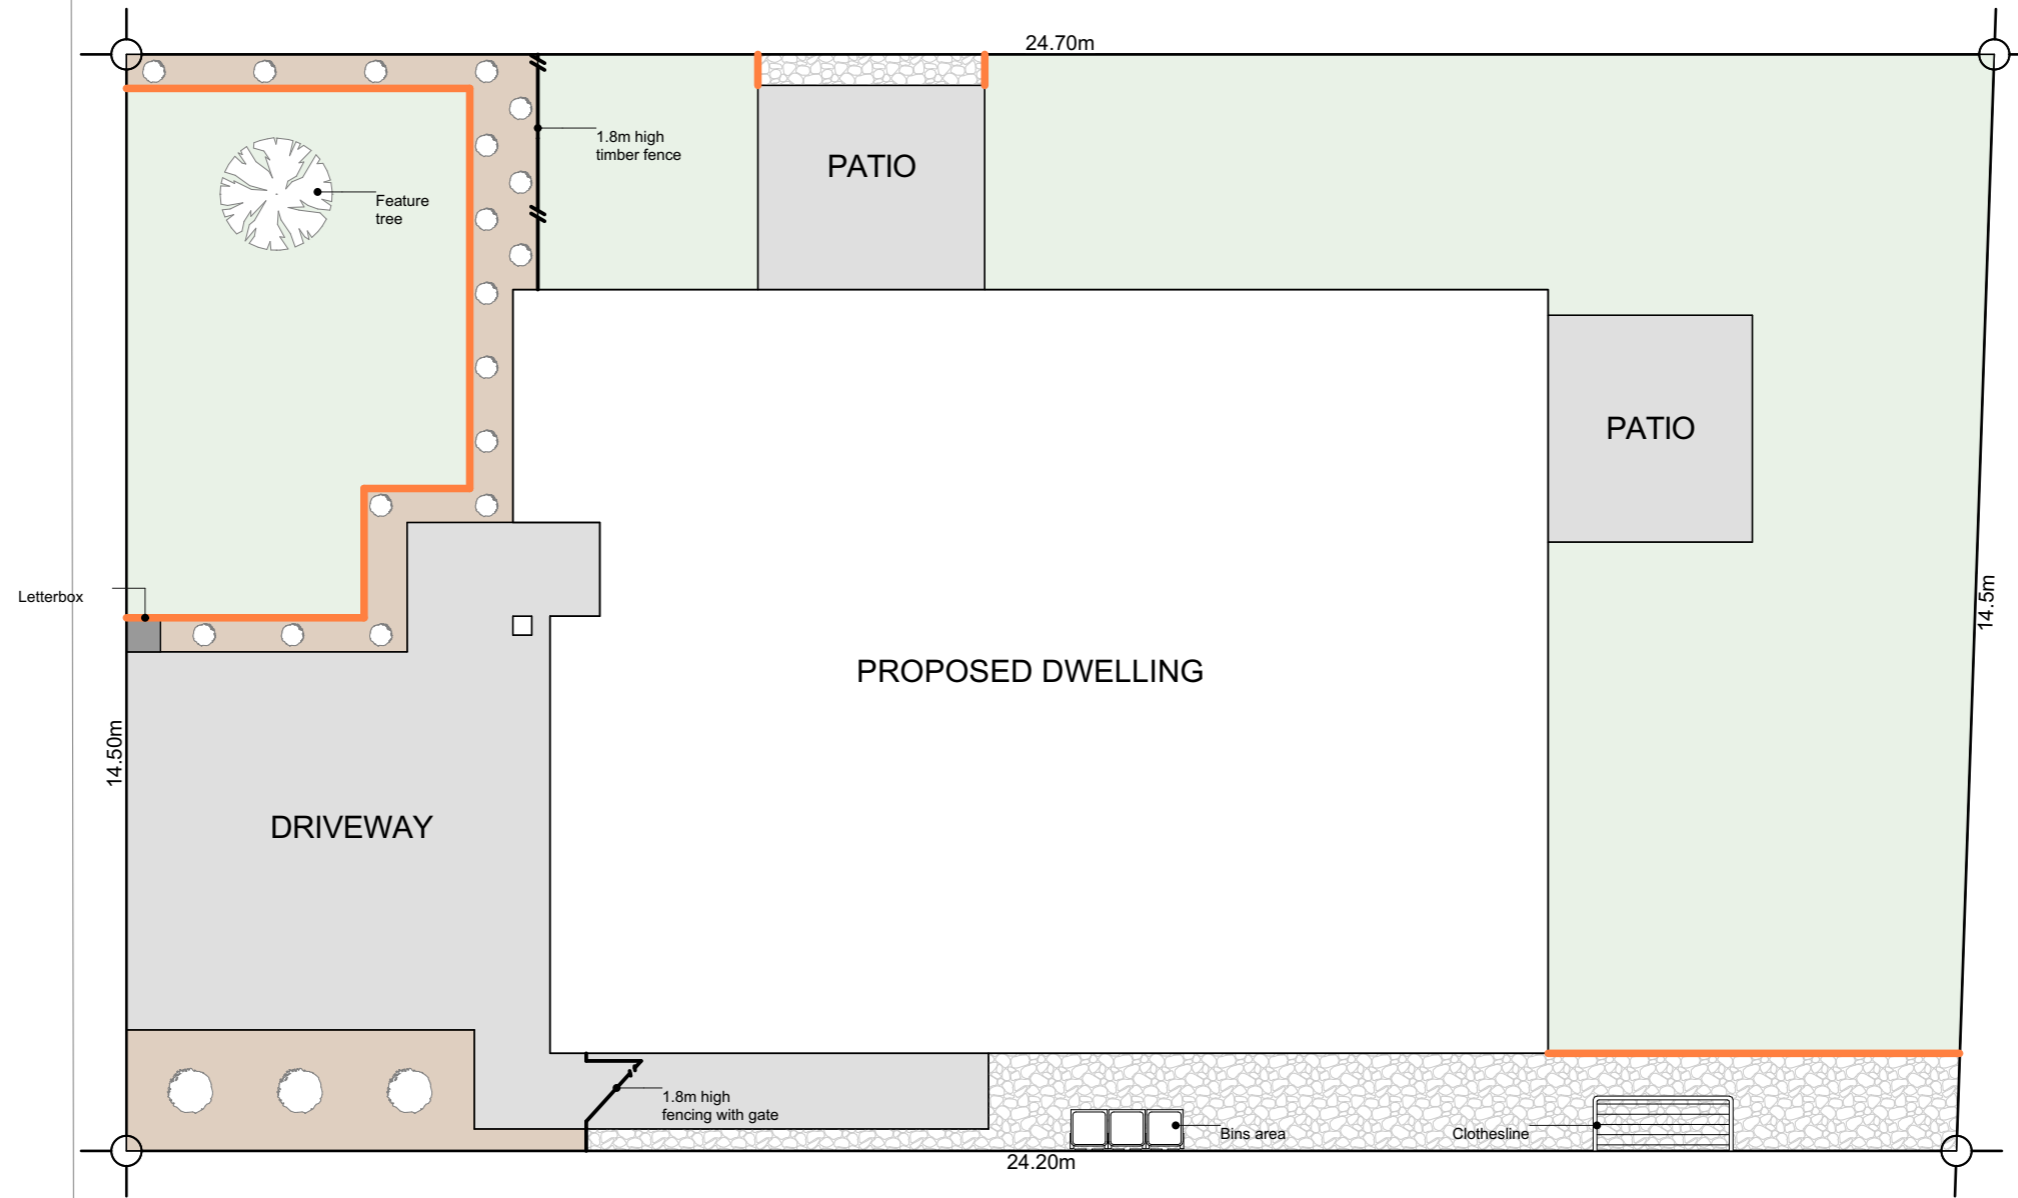 24.70m
1.8m high
timber fence
PATIO
Feature
tree
PATIO
Letterbox
14.5m
PROPOSED DWELLING
14.50m
DRIVEWAY
1.8m high
fencing with gate
Bins area
Clothesline
24.20m